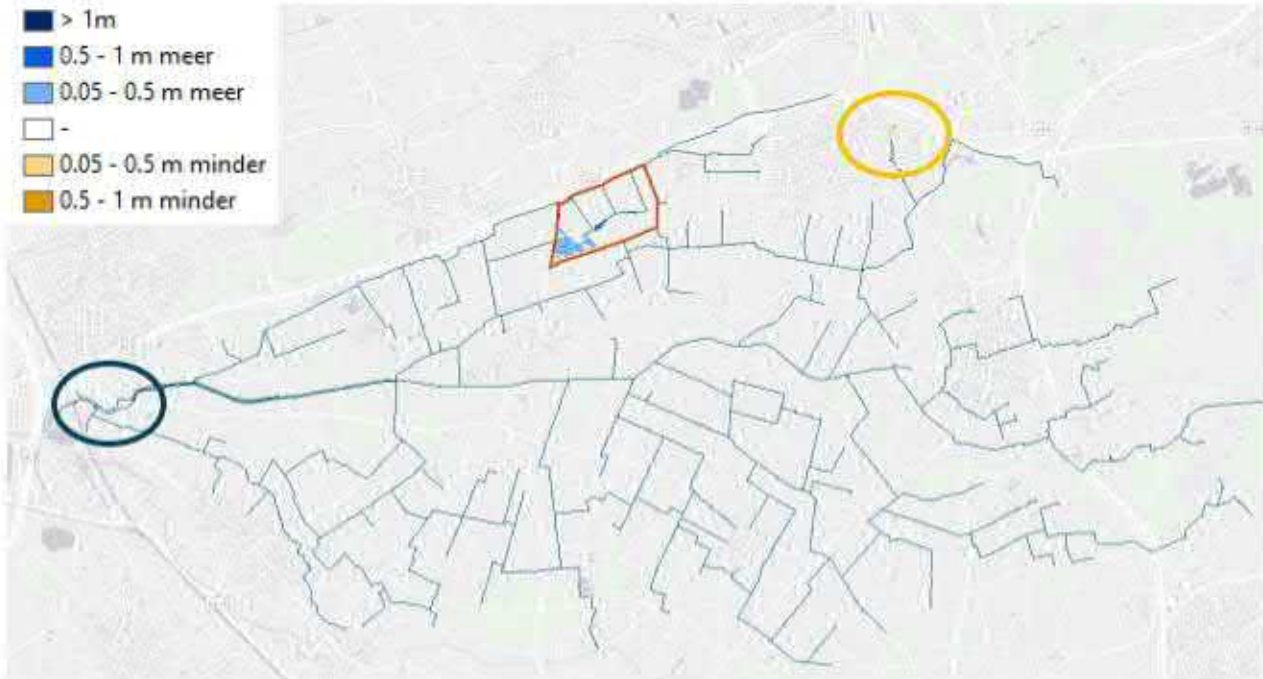 > 1m
0.5 - 1 m meer
0.05 - 0.5 m meer
-
0.05 - 0.5 m minder
0.5 - 1 m minder